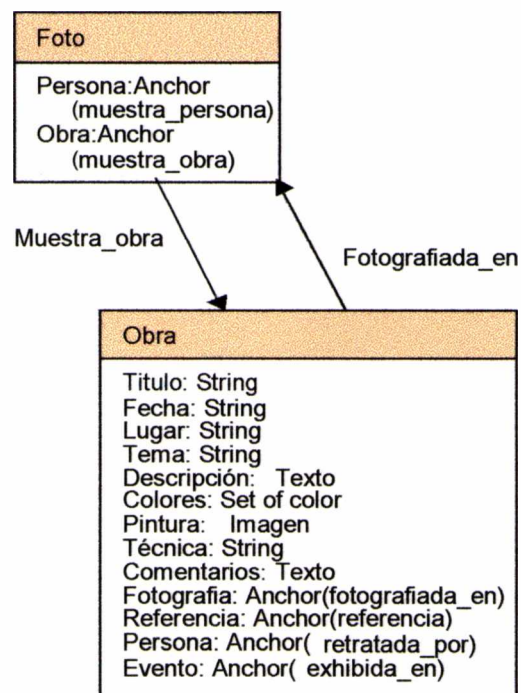 Foto
Persona:Anchor
(muestra_persona)
Obra:Anchor
(muestra_obra)
Muestra_obra
Fotografiada_en
Obra
Titulo: String
Fecha: String
Lugar: String
Tema: String
Descripción: Texto
Colores: Set of color
Pintura: Imagen
Técnica: String
Comentarios: Texto
Fotografia: Anchor(fotografiada_en)
Referencia: Anchor(referencia)
Persona: Anchor( retratada_por)
Evento: Anchor( exhibida_en)